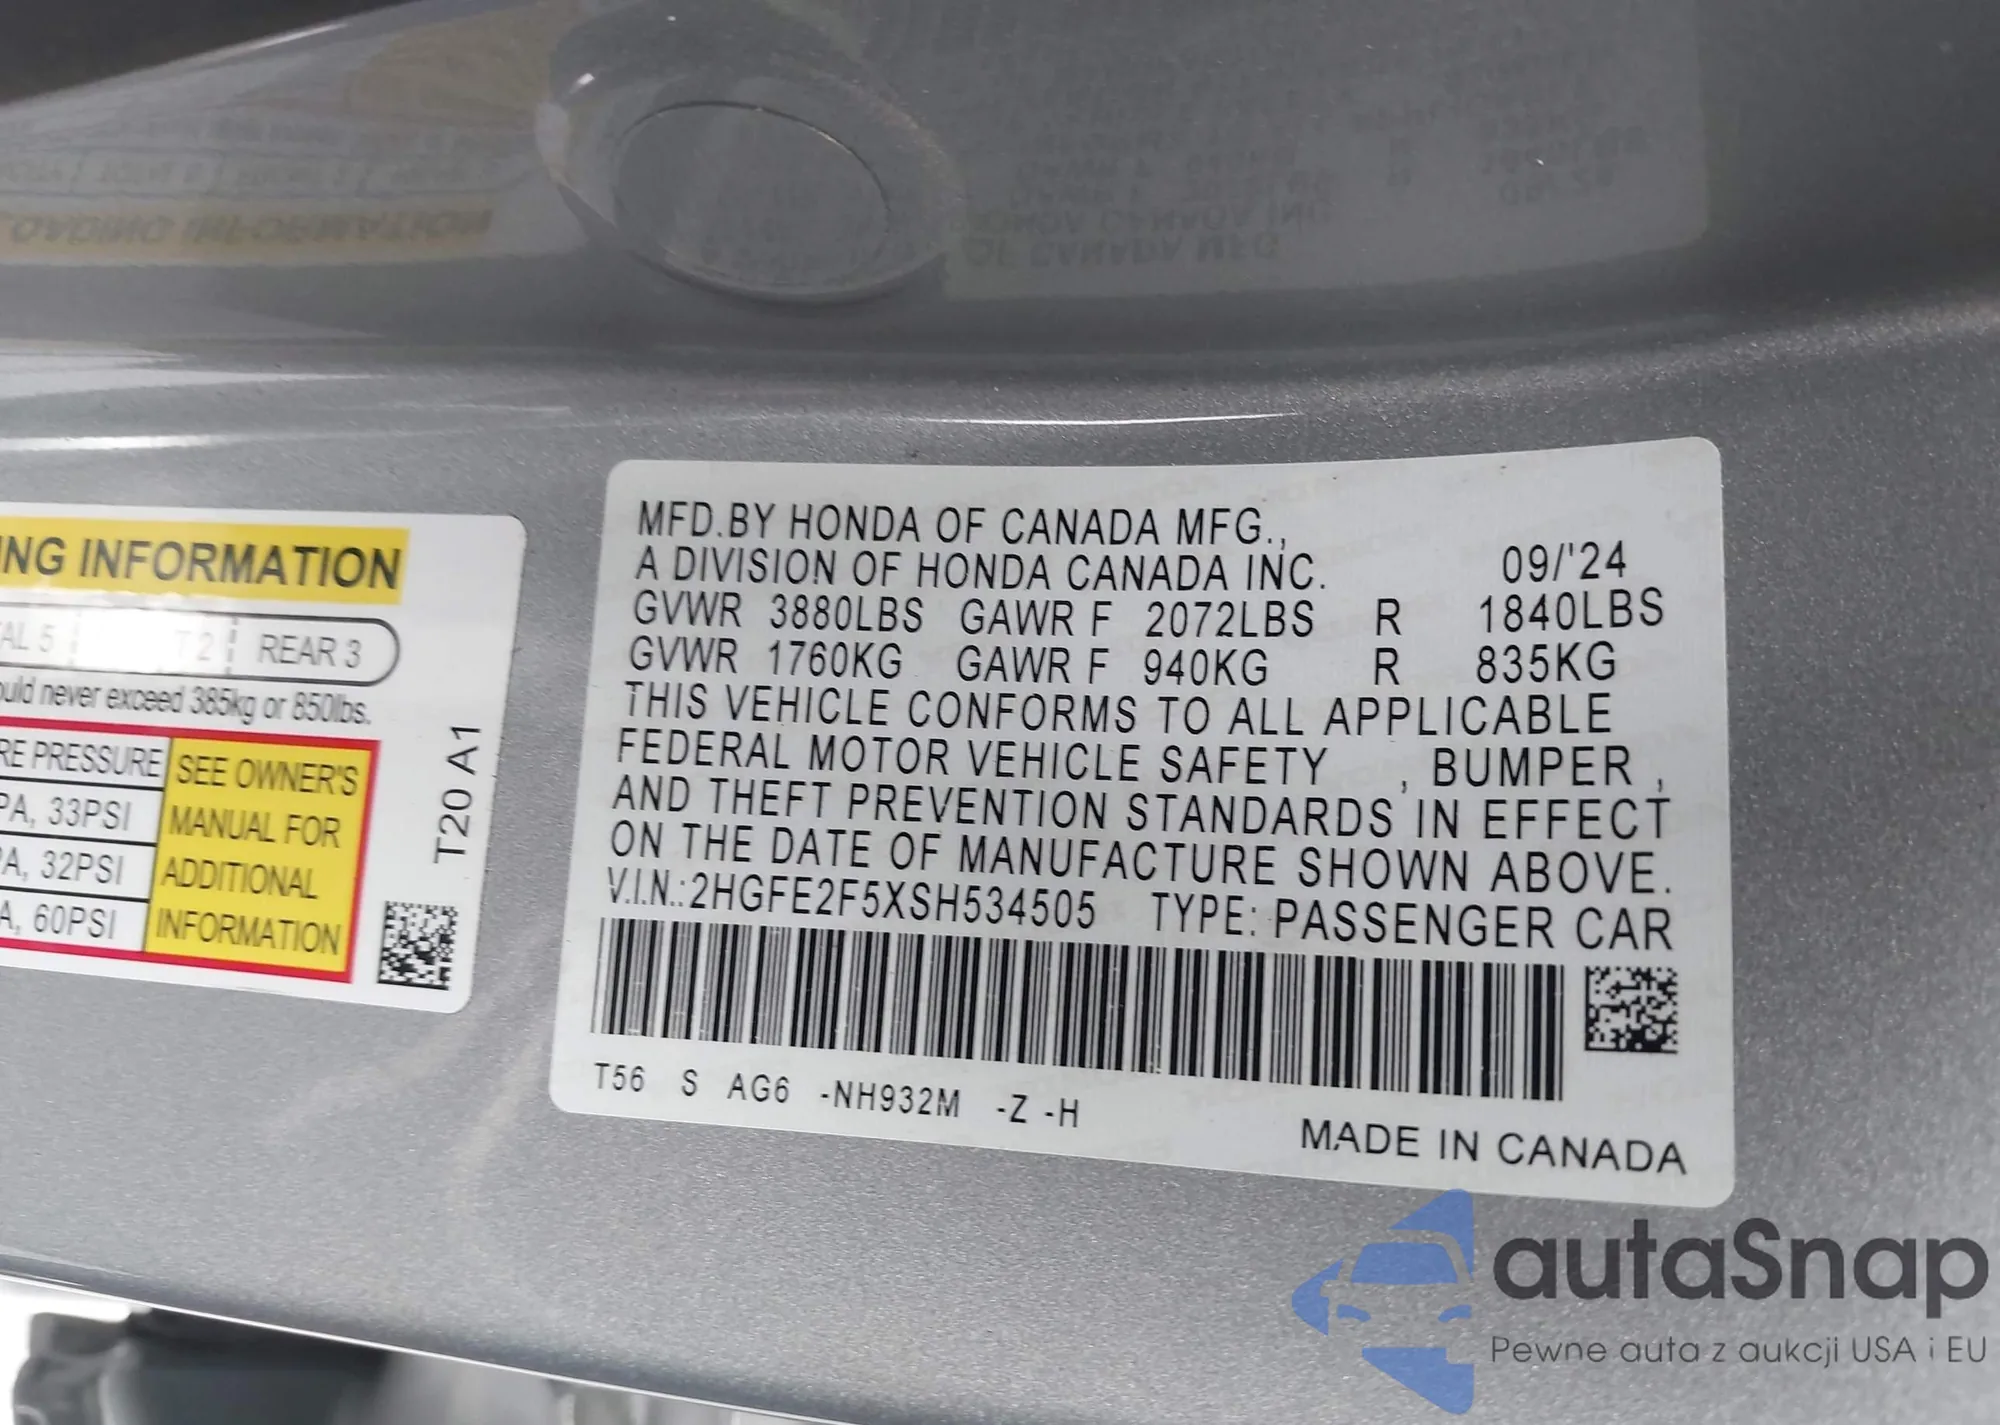 NG INFORMATION
AL 5 T 2 REAR 3
ould never exceed 385kg or 850lbs.
RE PRESSURE
PA, 33PSI
A, 32PSI
A, 60PSI
SEE OWNER'S
MANUAL FOR
ADDITIONAL
INFORMATION
T20 A1
MFD.BY HONDA OF CANADA MFG.,
A DIVISION OF HONDA CANADA INC. 09/'24
GVWR 3880LBS GAWR F 2072LBS R 1840LBS
GVWR 1760KG GAWR F 940KG R 835KG
THIS VEHICLE CONFORMS TO ALL APPLICABLE
FEDERAL MOTOR VEHICLE SAFETY , BUMPER ,
AND THEFT PREVENTION STANDARDS IN EFFECT
ON THE DATE OF MANUFACTURE SHOWN ABOVE.
V.I.N.:2HGFE2F5XSH534505 TYPE: PASSENGER CAR
T56 S AG6 -NH932M -Z -H
MADE IN CANADA
autaSnap
Pewne auta z aukcji USA i EU